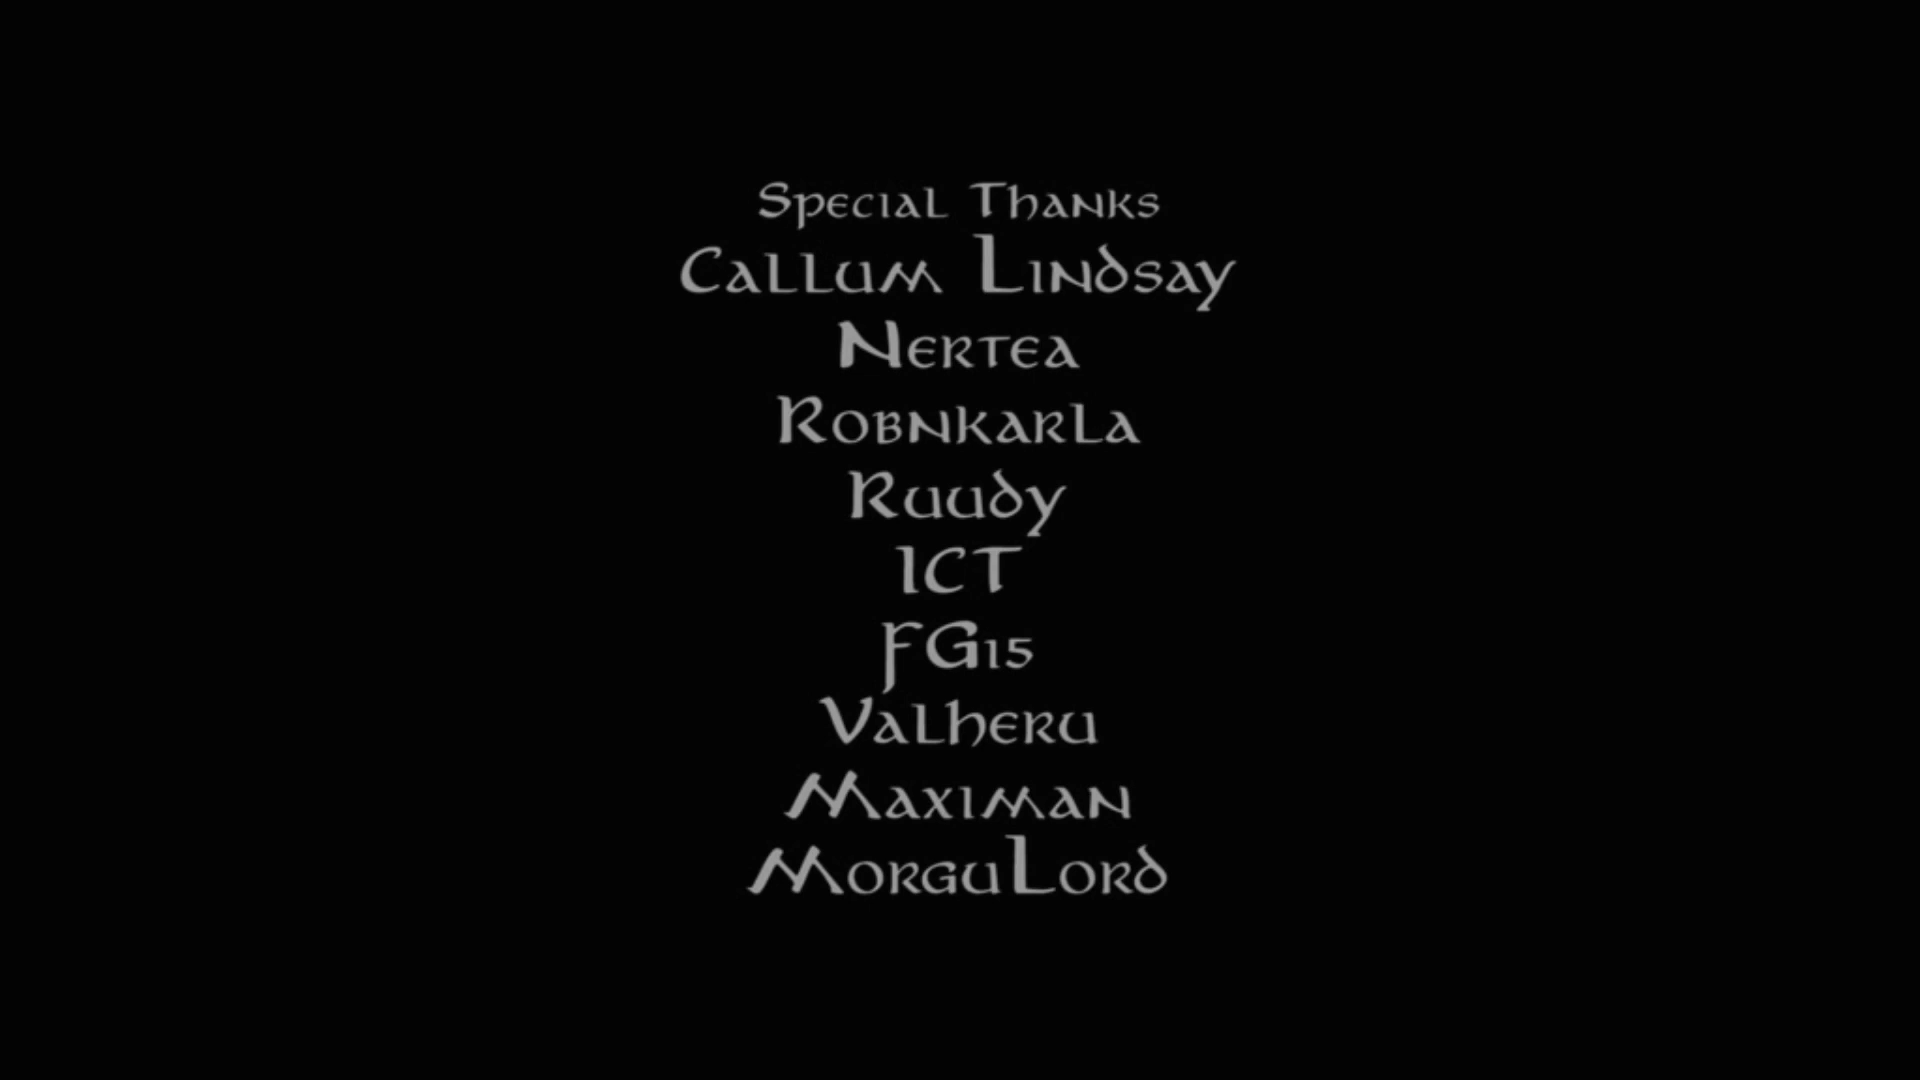 Special Thanks
Callum Lindsay
Nertea
Robnkarla
Ruudy
ICT
FG15
Valheru
Maximan
MorguLord